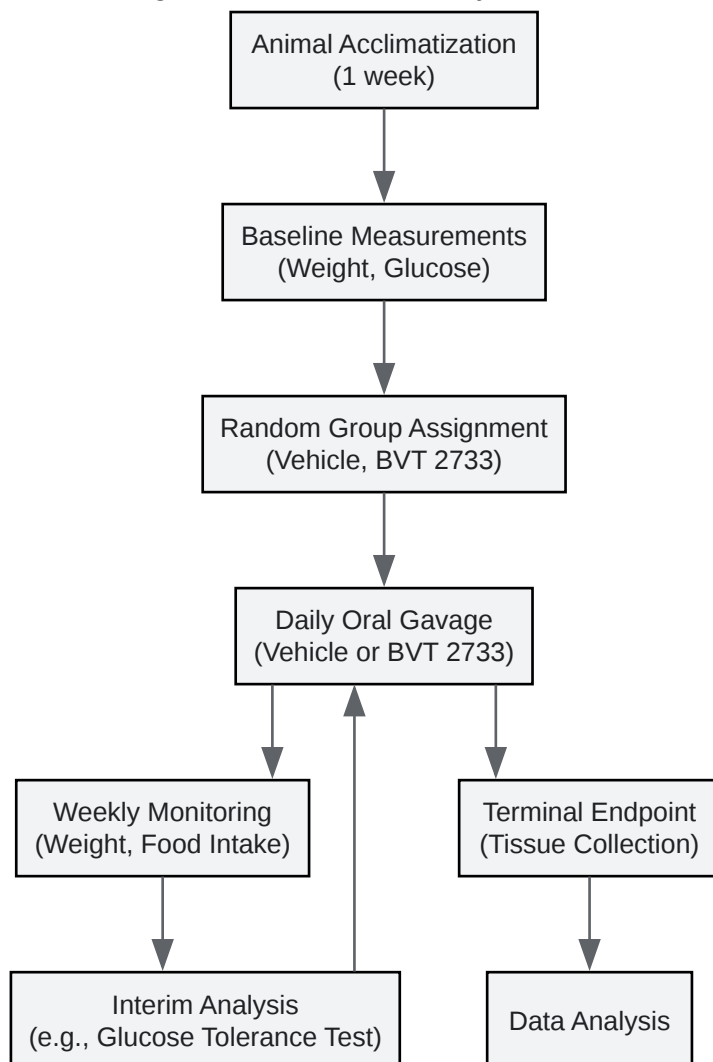 Animal Acclimatization
(1 week)
Baseline Measurements
(Weight, Glucose)
Random Group Assignment
(Vehicle, BVT 2733)
Daily Oral Gavage
(Vehicle or BVT 2733)
Weekly Monitoring
(Weight, Food Intake)
Terminal Endpoint
(Tissue Collection)
Interim Analysis
(e.g., Glucose Tolerance Test)
Data Analysis